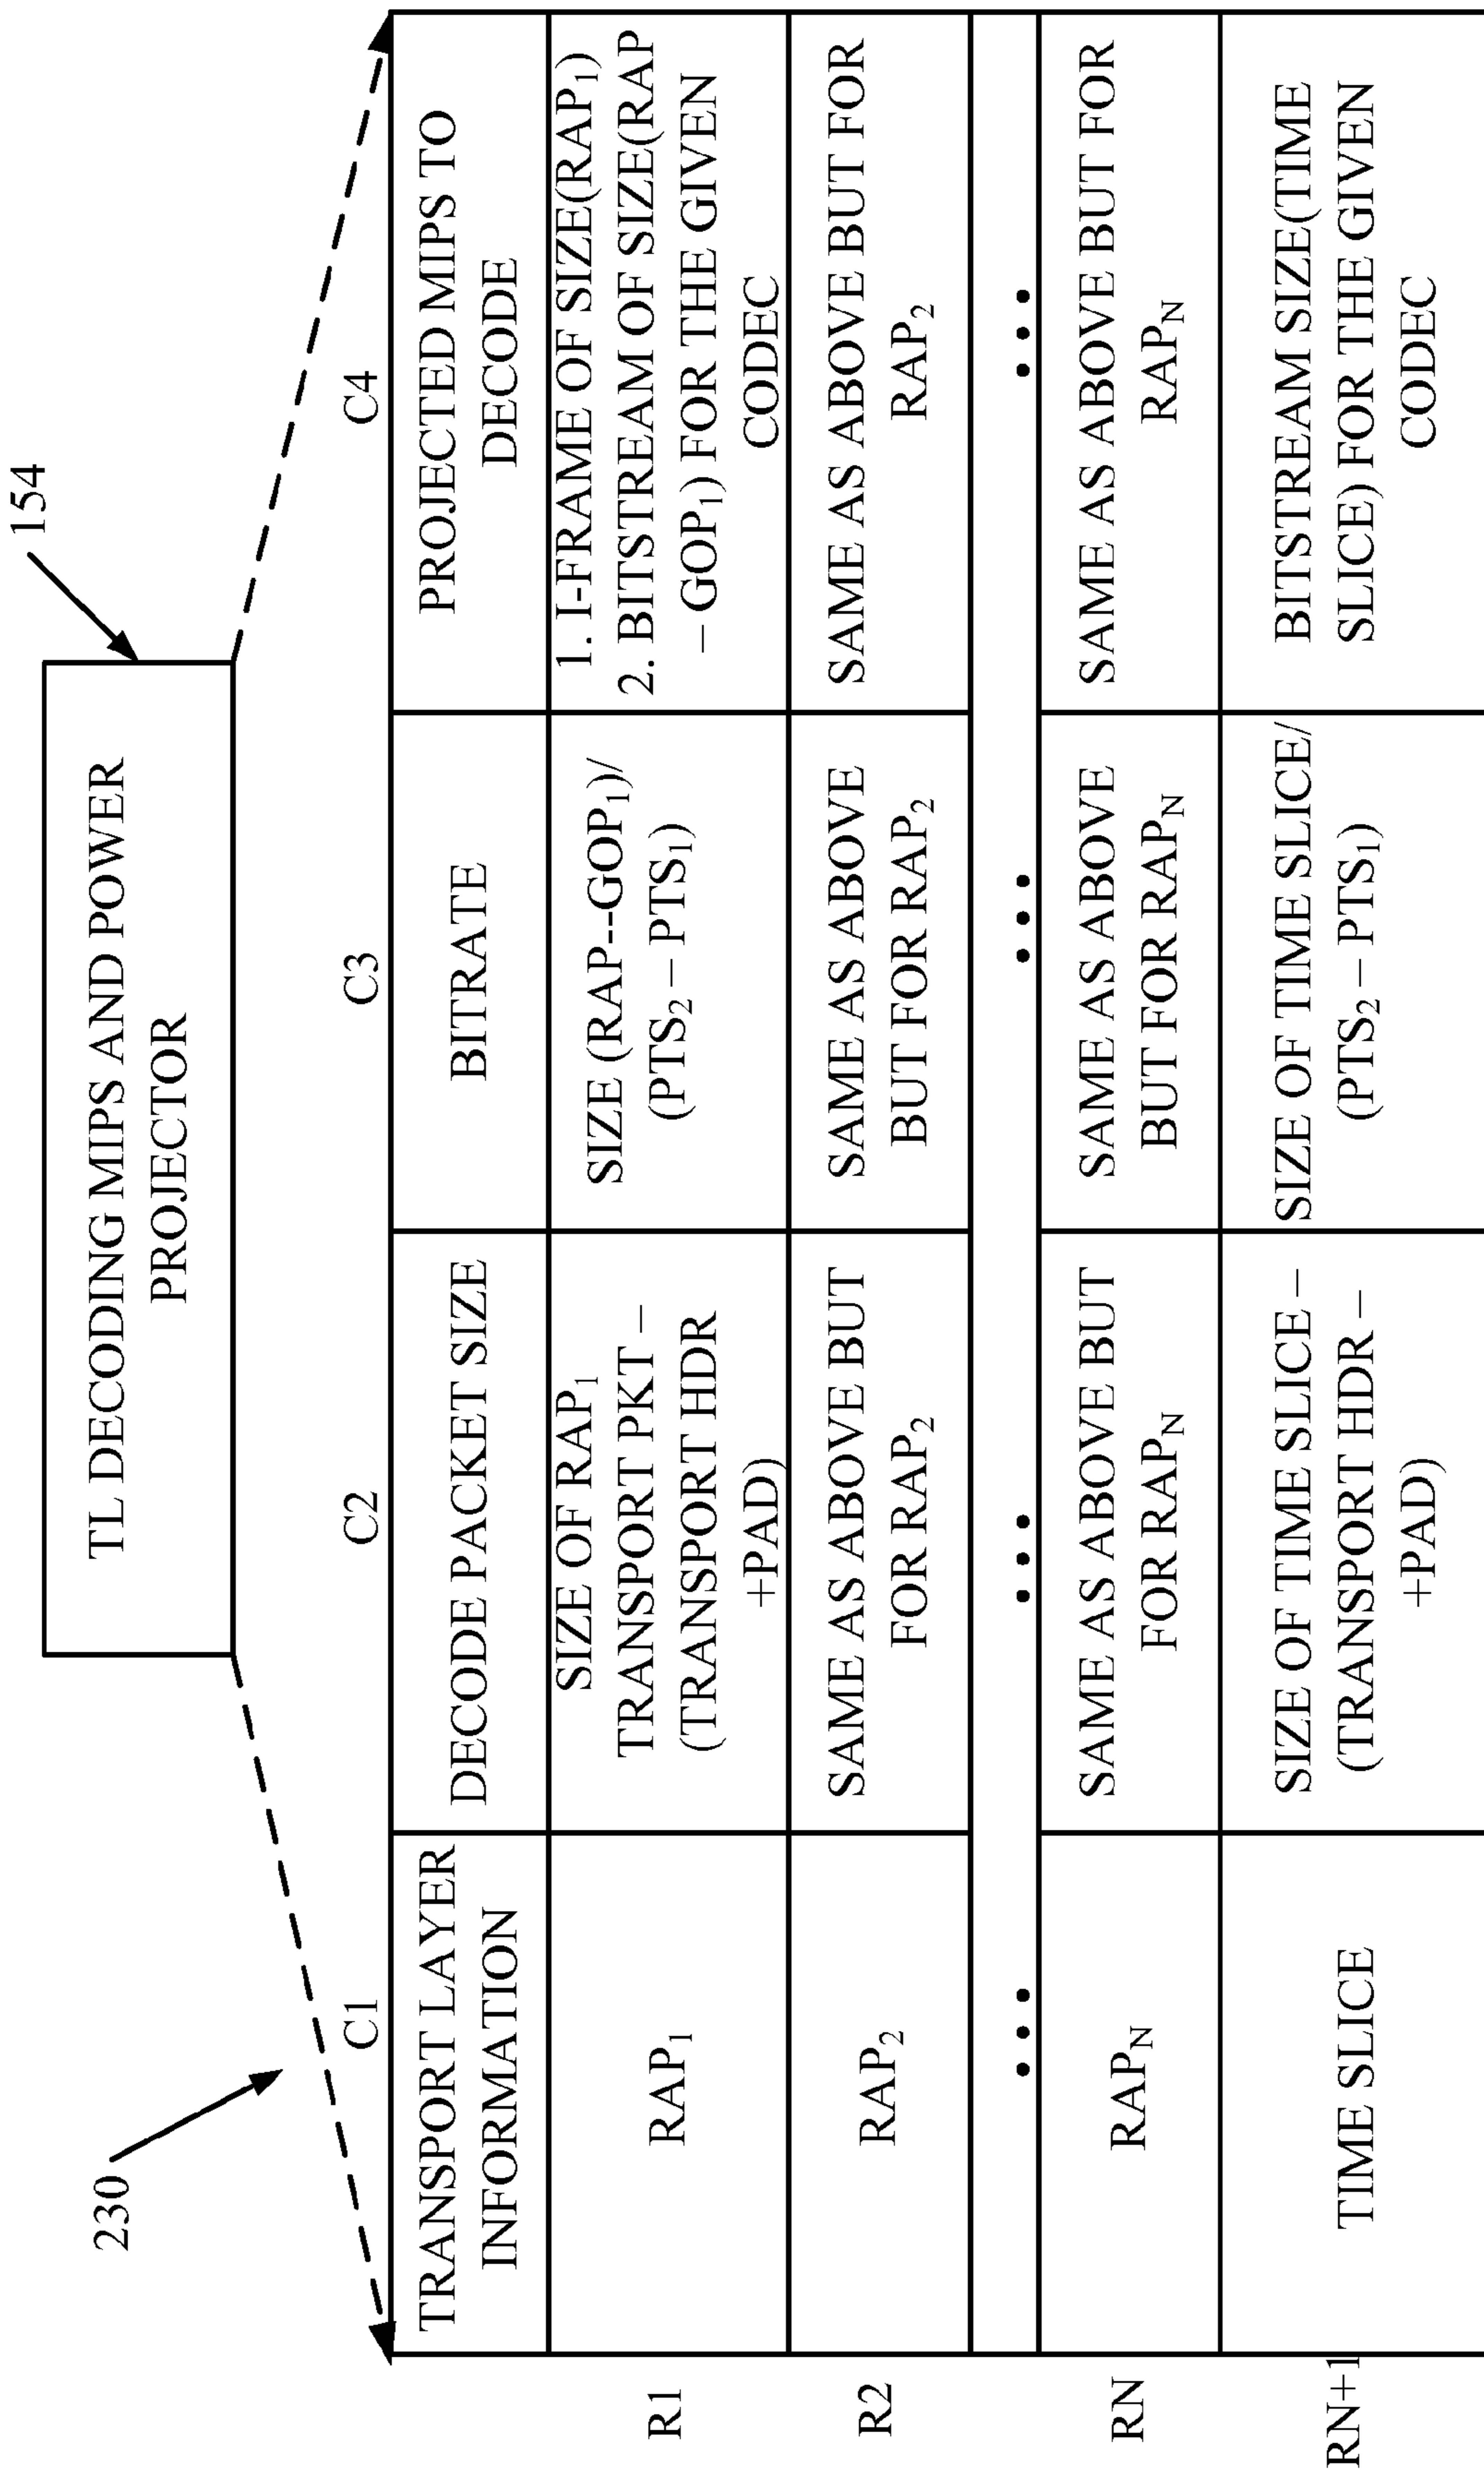 154
TL DECODING MIPS AND POWER
PROJECTOR
230
C1
C2
C3
C4
TRANSPORT LAYER
INFORMATION
DECODE PACKET SIZE
BITRATE
PROJECTED MIPS TO
DECODE
R1
RAP₁
SIZE OF RAP₁
TRANSPORT PKT –
(TRANSPORT HDR
+PAD)
SIZE (RAP--GOP₁)/
(PTS₂ – PTS₁)
1. I-FRAME OF SIZE(RAP₁)
2. BITSTREAM OF SIZE(RAP
– GOP₁) FOR THE GIVEN
CODEC
R2
RAP₂
SAME AS ABOVE BUT
FOR RAP₂
SAME AS ABOVE
BUT FOR RAP₂
SAME AS ABOVE BUT FOR
RAP₂
RN
RAP_N
SAME AS ABOVE BUT
FOR RAP_N
SAME AS ABOVE
BUT FOR RAP_N
SAME AS ABOVE BUT FOR
RAP_N
RN+1
TIME SLICE
SIZE OF TIME SLICE –
(TRANSPORT HDR –
+PAD)
SIZE OF TIME SLICE/
(PTS₂ – PTS₁)
BITSTREAM SIZE(TIME
SLICE) FOR THE GIVEN
CODEC